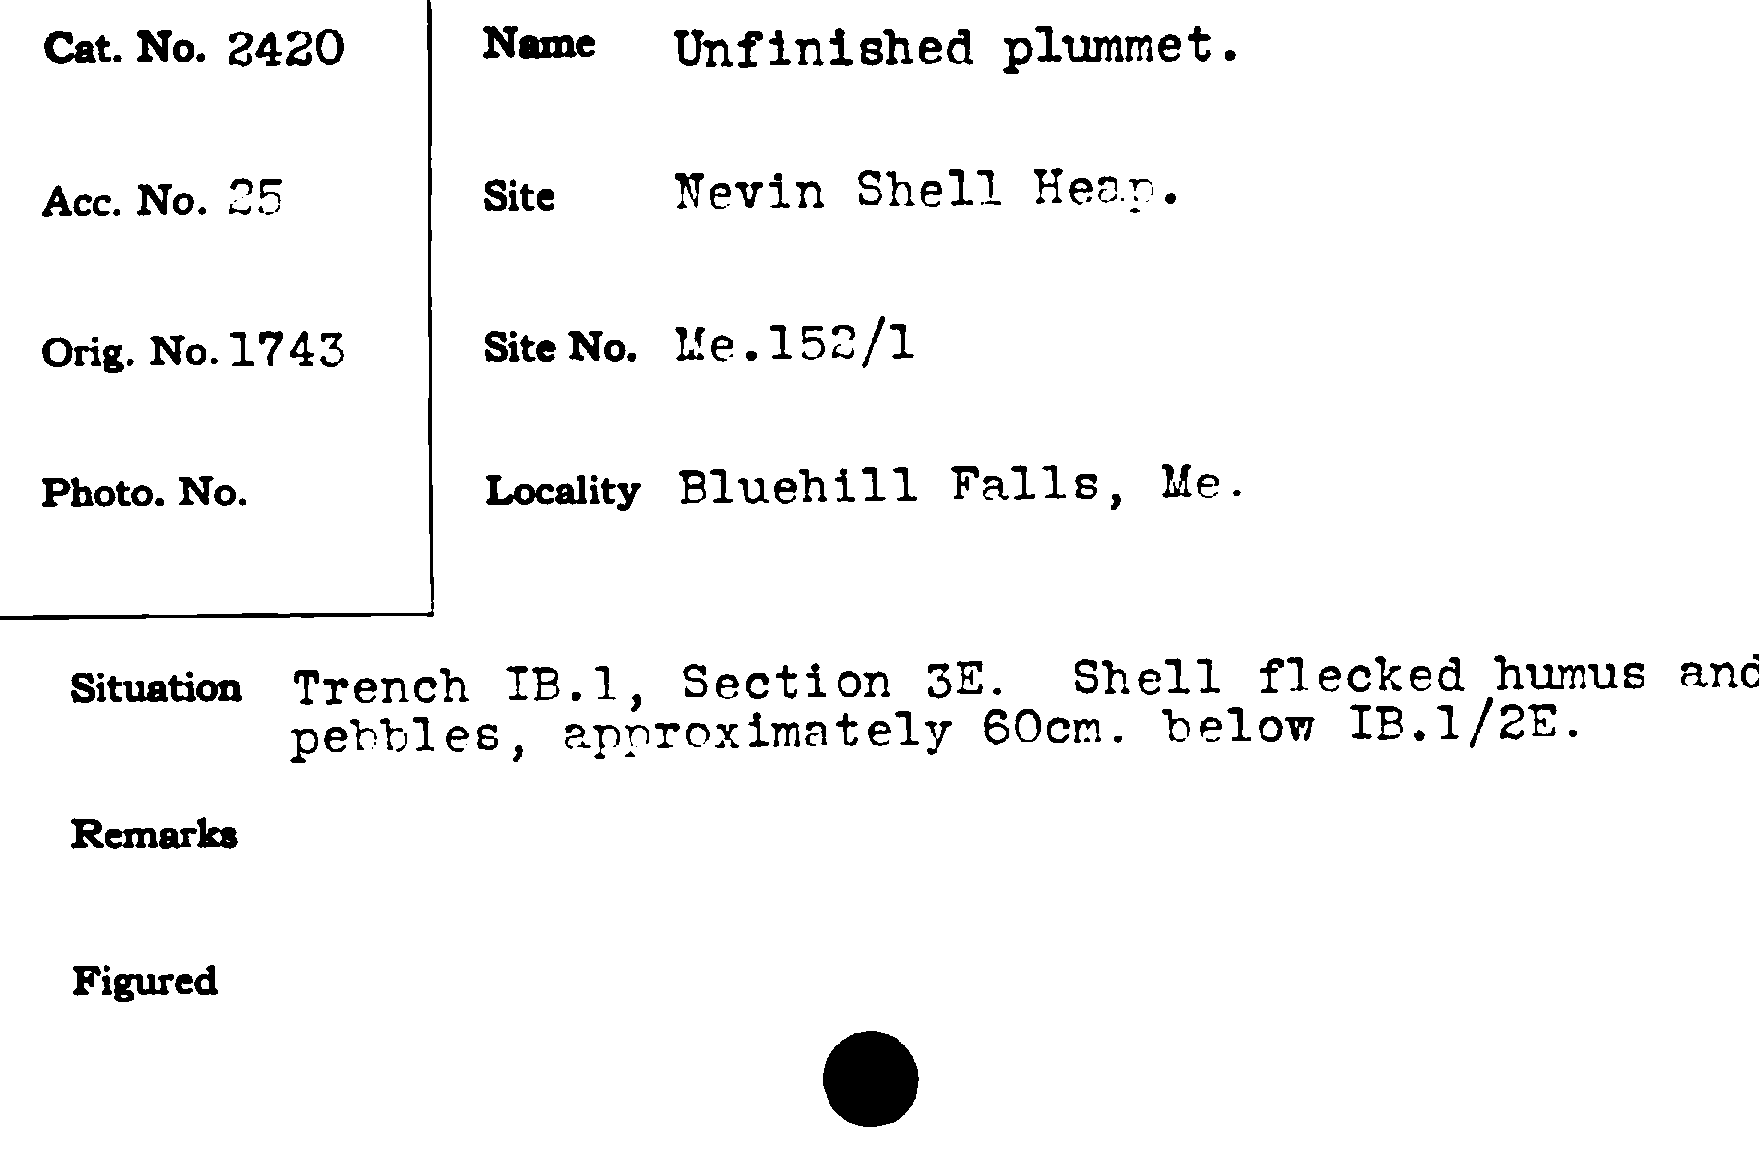 Cat. No. 2420
Name Unfinished plummet.
Acc. No. 25
Site Nevin Shell Heap.
Orig. No. 1743
Site No. Me.152/1
Photo. No.
Locality Bluehill Falls, Me.
Situation Trench IB.1, Section 3E. Shell flecked humus and
pebbles, approximately 60cm. below IB.1/2E.
Remarks
Figured